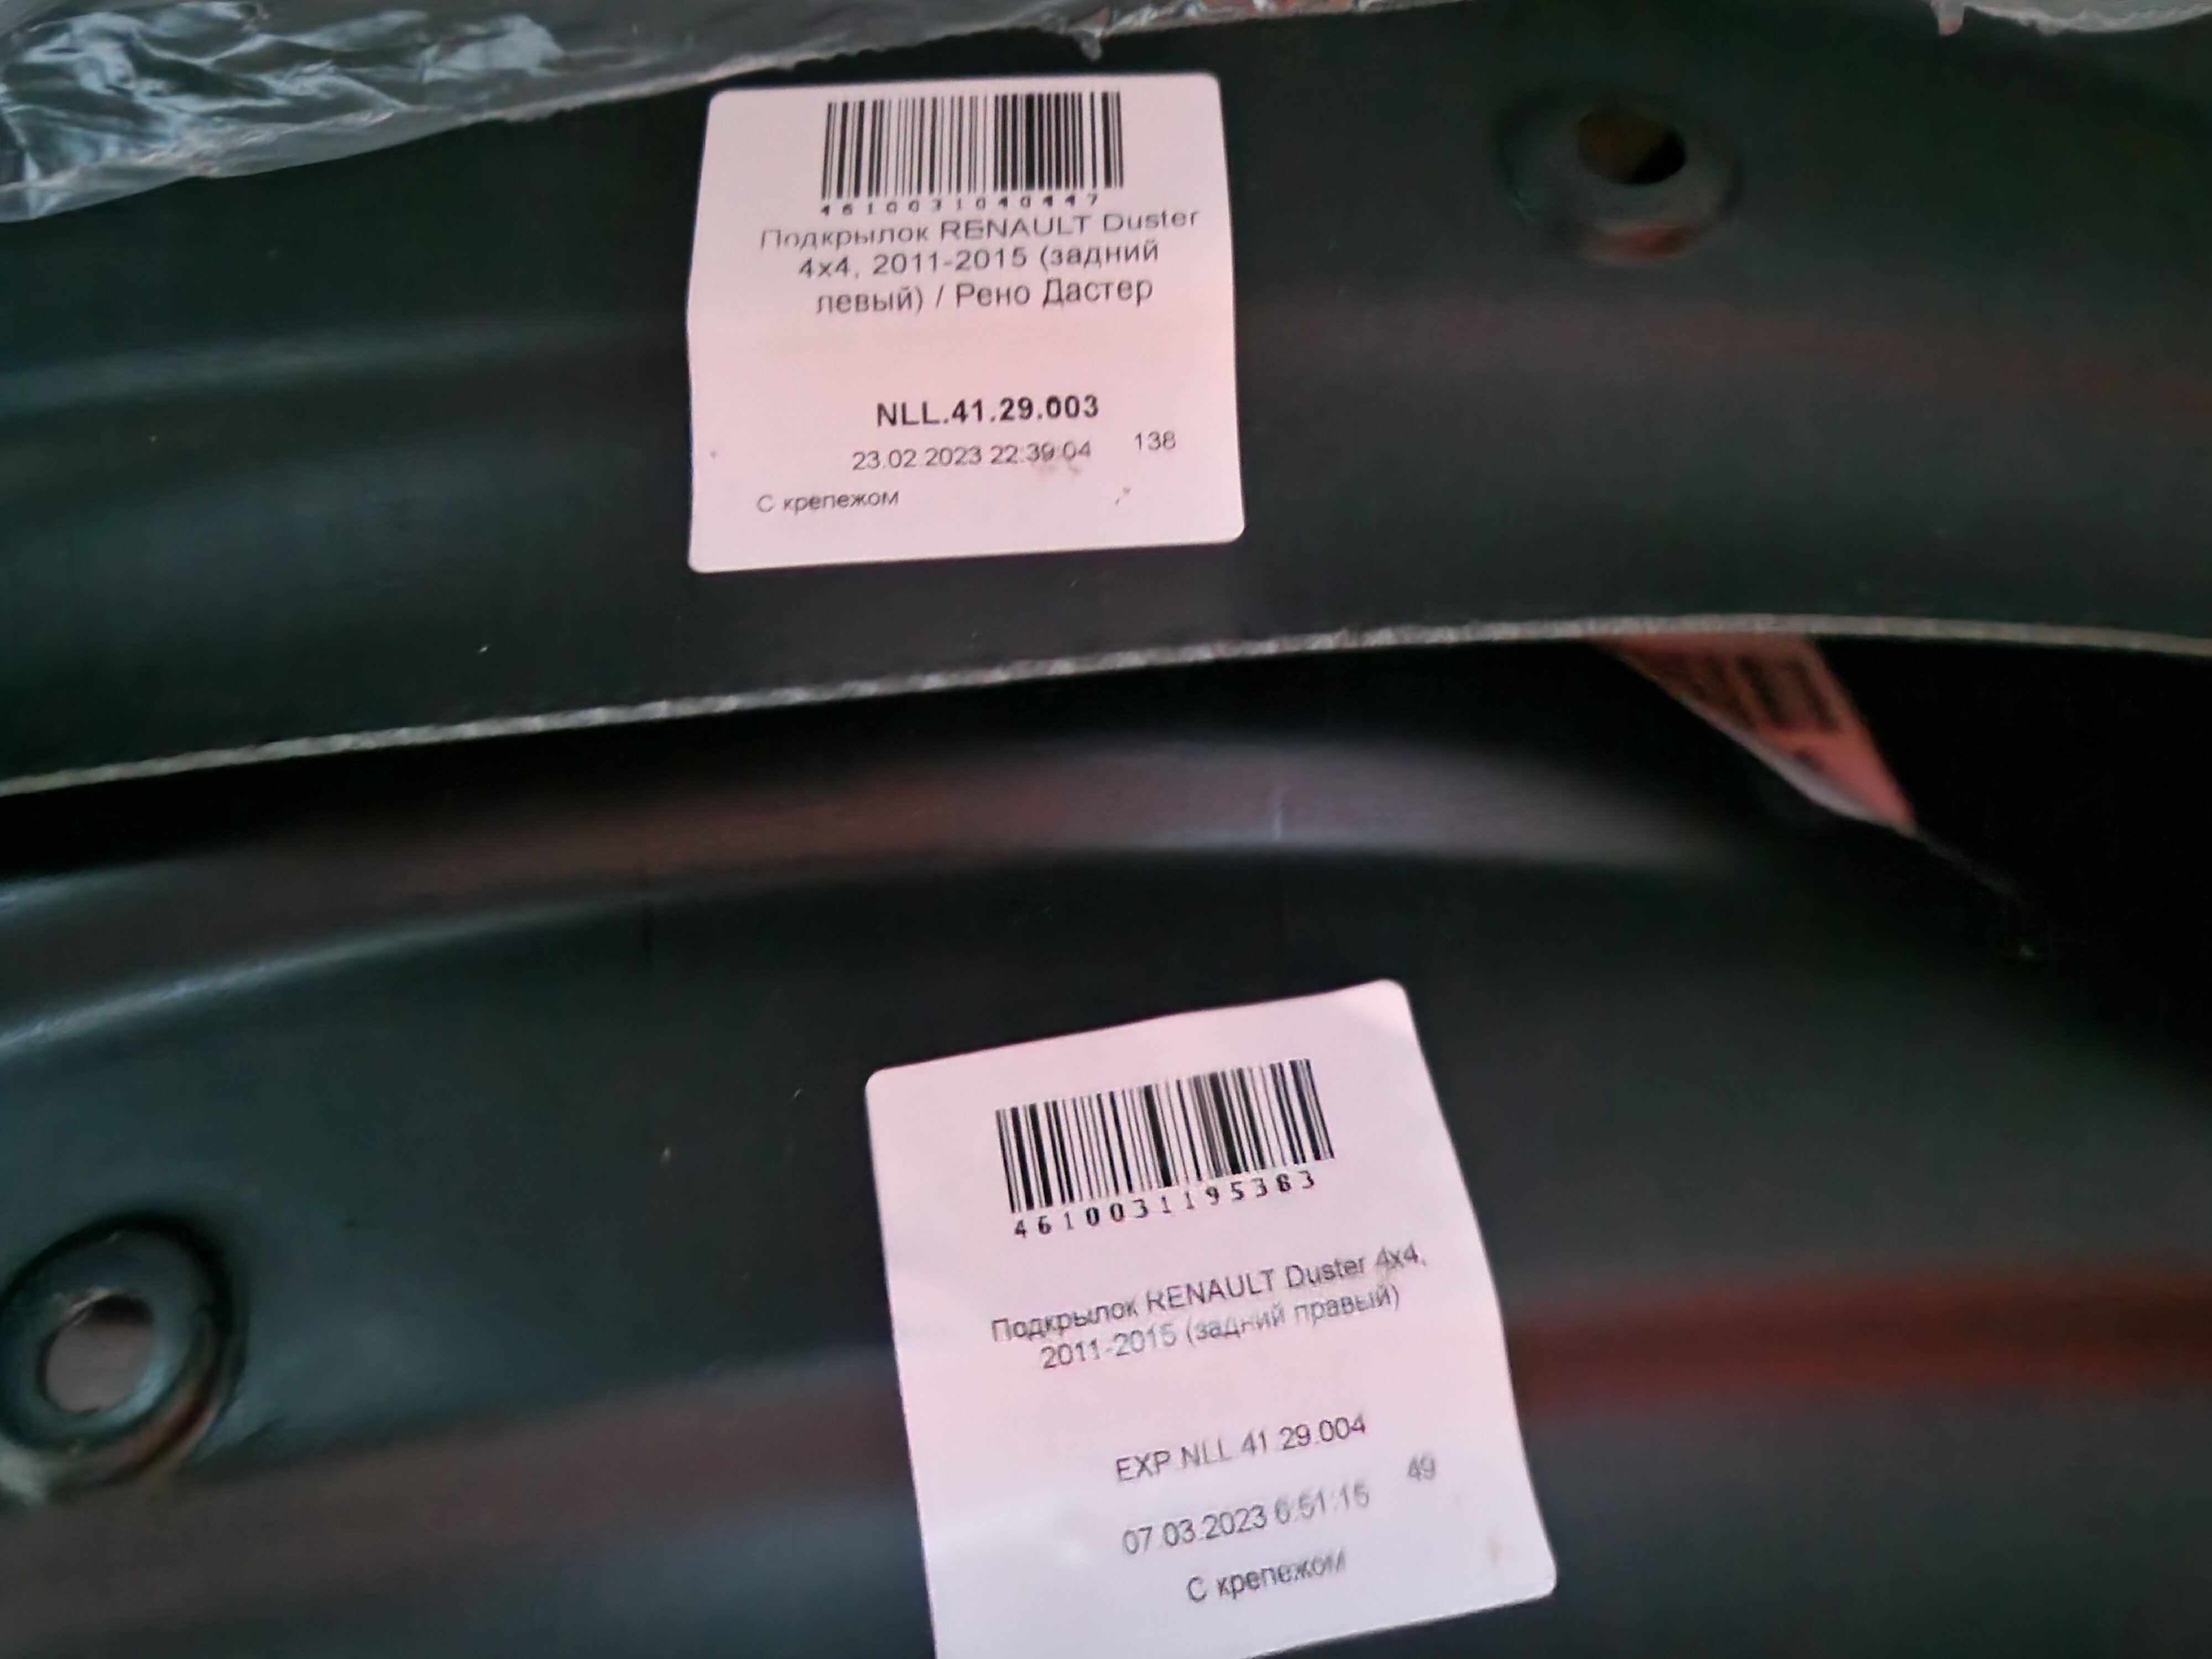 4610031040447
Подкрылок RENAULT Duster
4x4, 2011-2015 (задний
левый) / Рено Дастер
NLL.41.29.003
23.02.2023 22:39:04 138
С крепежом
4610031195383
Подкрылок RENAULT Duster 4x4,
2011-2015 (задний правый)
EXP.NLL.41.29.004
07.03.2023 6:51:15 49
С крепежом